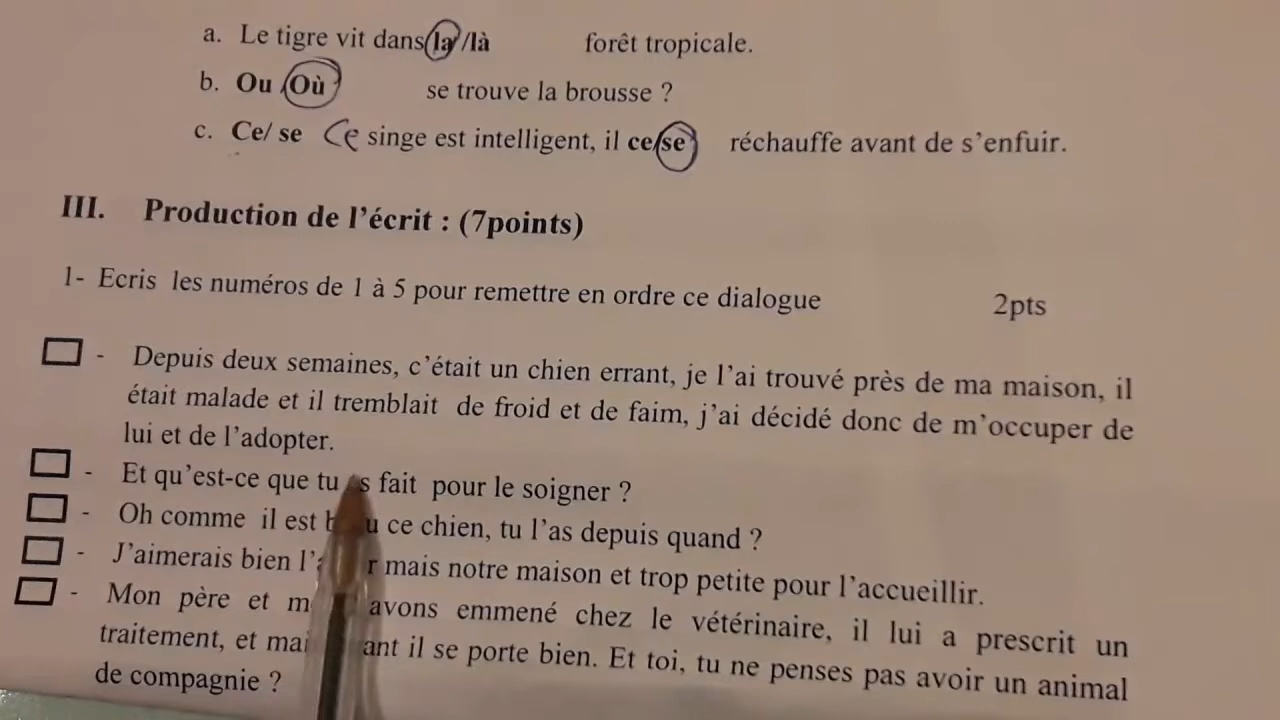 a. Le tigre vit dans la /là forêt tropicale.
b. Ou /Où se trouve la brousse ?
c. Ce/ se Ce singe est intelligent, il ce/se réchauffe avant de s’enfuir.
III. Production de l’écrit : (7points)
1- Ecris les numéros de 1 à 5 pour remettre en ordre ce dialogue 2pts
- Depuis deux semaines, c’était un chien errant, je l’ai trouvé près de ma maison, il
était malade et il tremblait de froid et de faim, j’ai décidé donc de m’occuper de
lui et de l’adopter.
- Et qu’est-ce que tu fait pour le soigner ?
- Oh comme il est ce chien, tu l’as depuis quand ?
- J’aimerais bien mais notre maison et trop petite pour l’accueillir.
- Mon père et avons emmené chez le vétérinaire, il lui a prescrit un
traitement, et il se porte bien. Et toi, tu ne penses pas avoir un animal
de compagnie ?